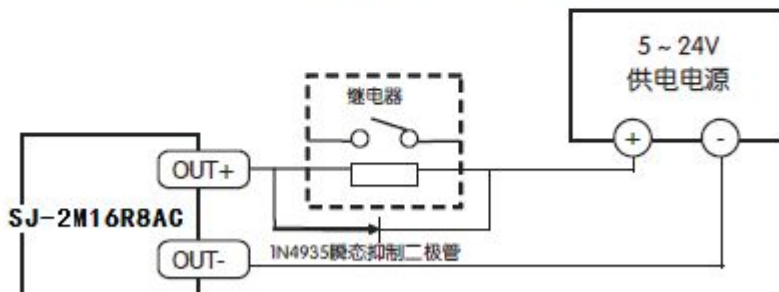 5～24V
供电电源
继电器
+
-
OUT+
SJ-2M16R8AC
1N4935瞬态抑制二极管
OUT-